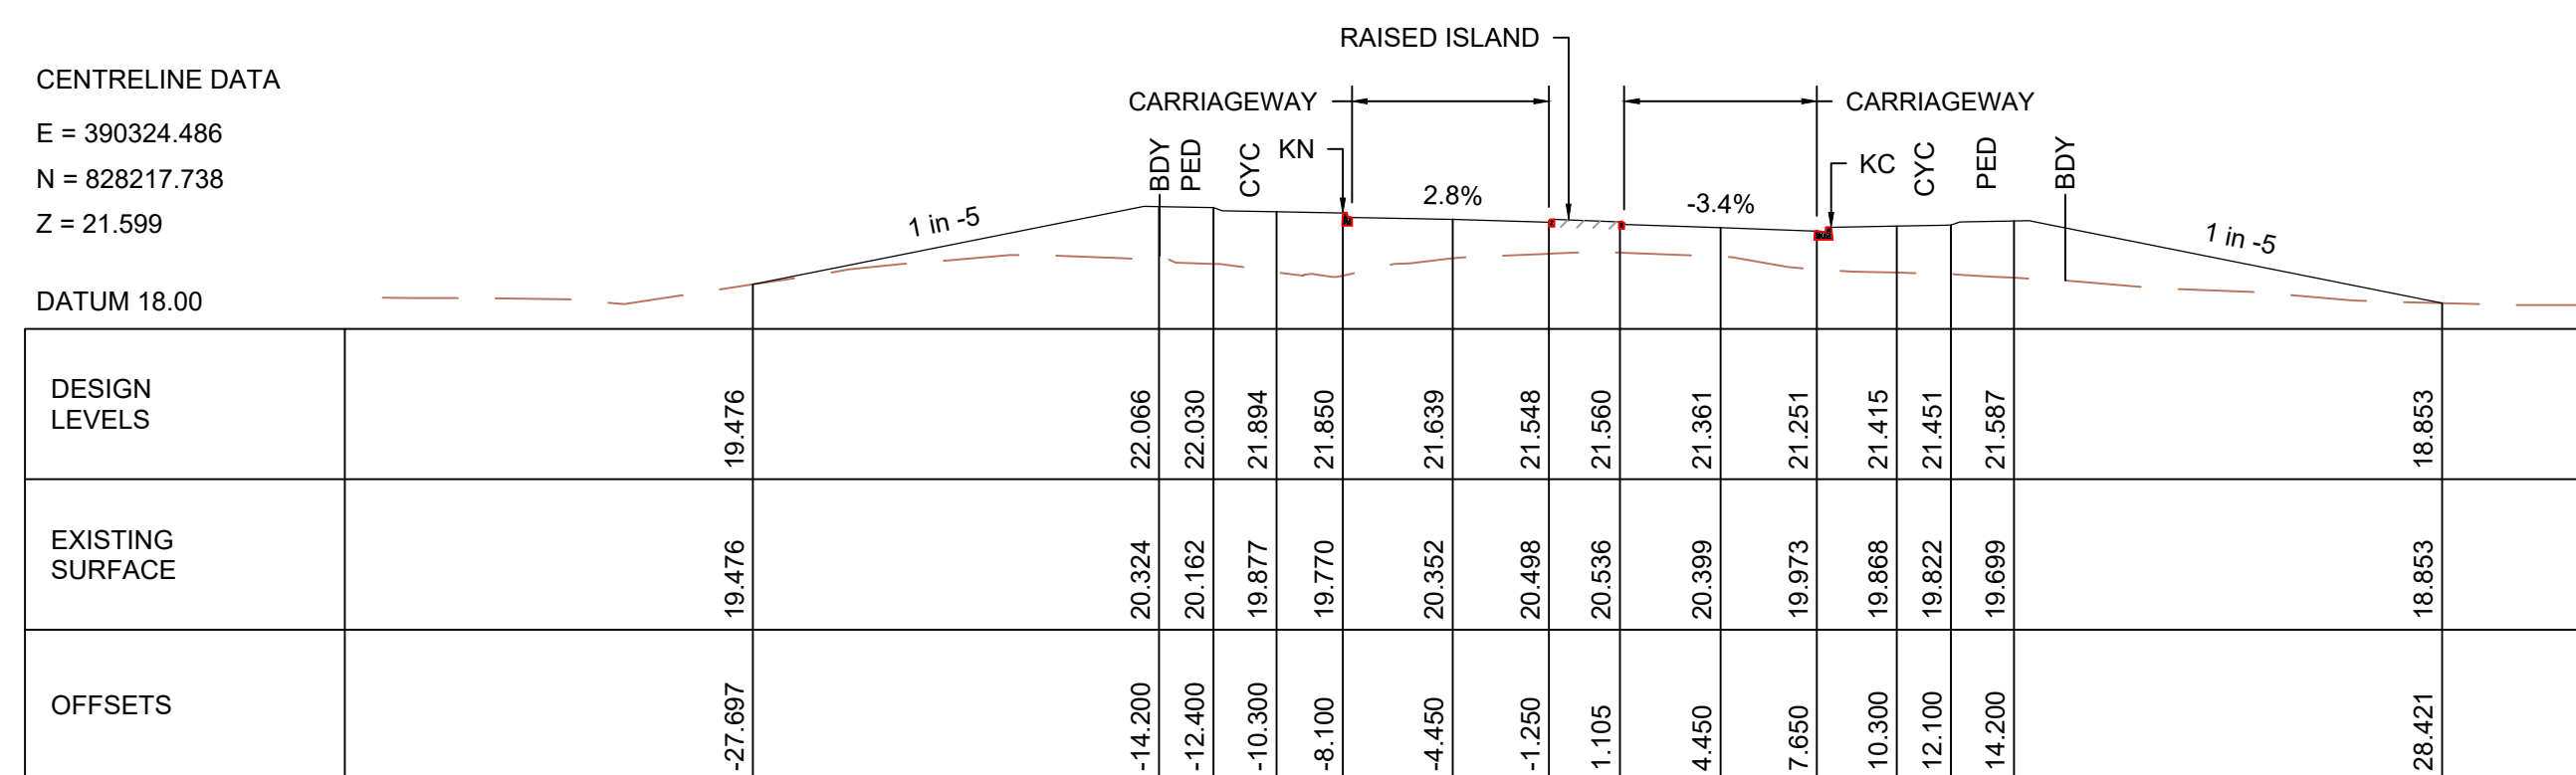 RAISED ISLAND
CENTRELINE DATA
CARRIAGEWAY
CARRIAGEWAY
E = 390324.486
N = 828217.738
Z = 21.599
BDY
PED
CYC
KN
KC
CYC
PED
BDY
1 in -5
2.8%
-3.4%
1 in -5
DATUM 18.00
DESIGN
LEVELS
19.476
22.066
22.030
21.894
21.850
21.639
21.548
21.560
21.361
21.251
21.415
21.451
21.587
18.853
EXISTING
SURFACE
19.476
20.324
20.162
19.877
19.770
20.352
20.498
20.536
20.399
19.973
19.868
19.822
19.699
18.853
OFFSETS
-27.697
-14.200
-12.400
-10.300
-8.100
-4.450
-1.250
1.105
4.450
7.650
10.300
12.100
14.200
28.421